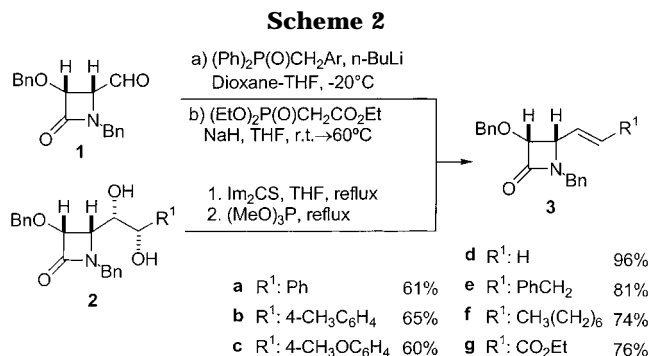 Scheme 2
a) (Ph)₂P(O)CH₂Ar, n-BuLi
Dioxane-THF, -20°C
b) (EtO)₂P(O)CH₂CO₂Et
NaH, THF, r.t.→60ºC
BnO H H CHO
O N Bn
1
1. Im₂CS, THF, reflux
2. (MeO)₃P, reflux
BnO H H OH R¹
O N Bn OH
2
BnO H H R¹
O N Bn
3
a R¹: Ph 61%
b R¹: 4-CH₃C₆H₄ 65%
c R¹: 4-CH₃OC₆H₄ 60%
d R¹: H 96%
e R¹: PhCH₂ 81%
f R¹: CH₃(CH₂)₆ 74%
g R¹: CO₂Et 76%